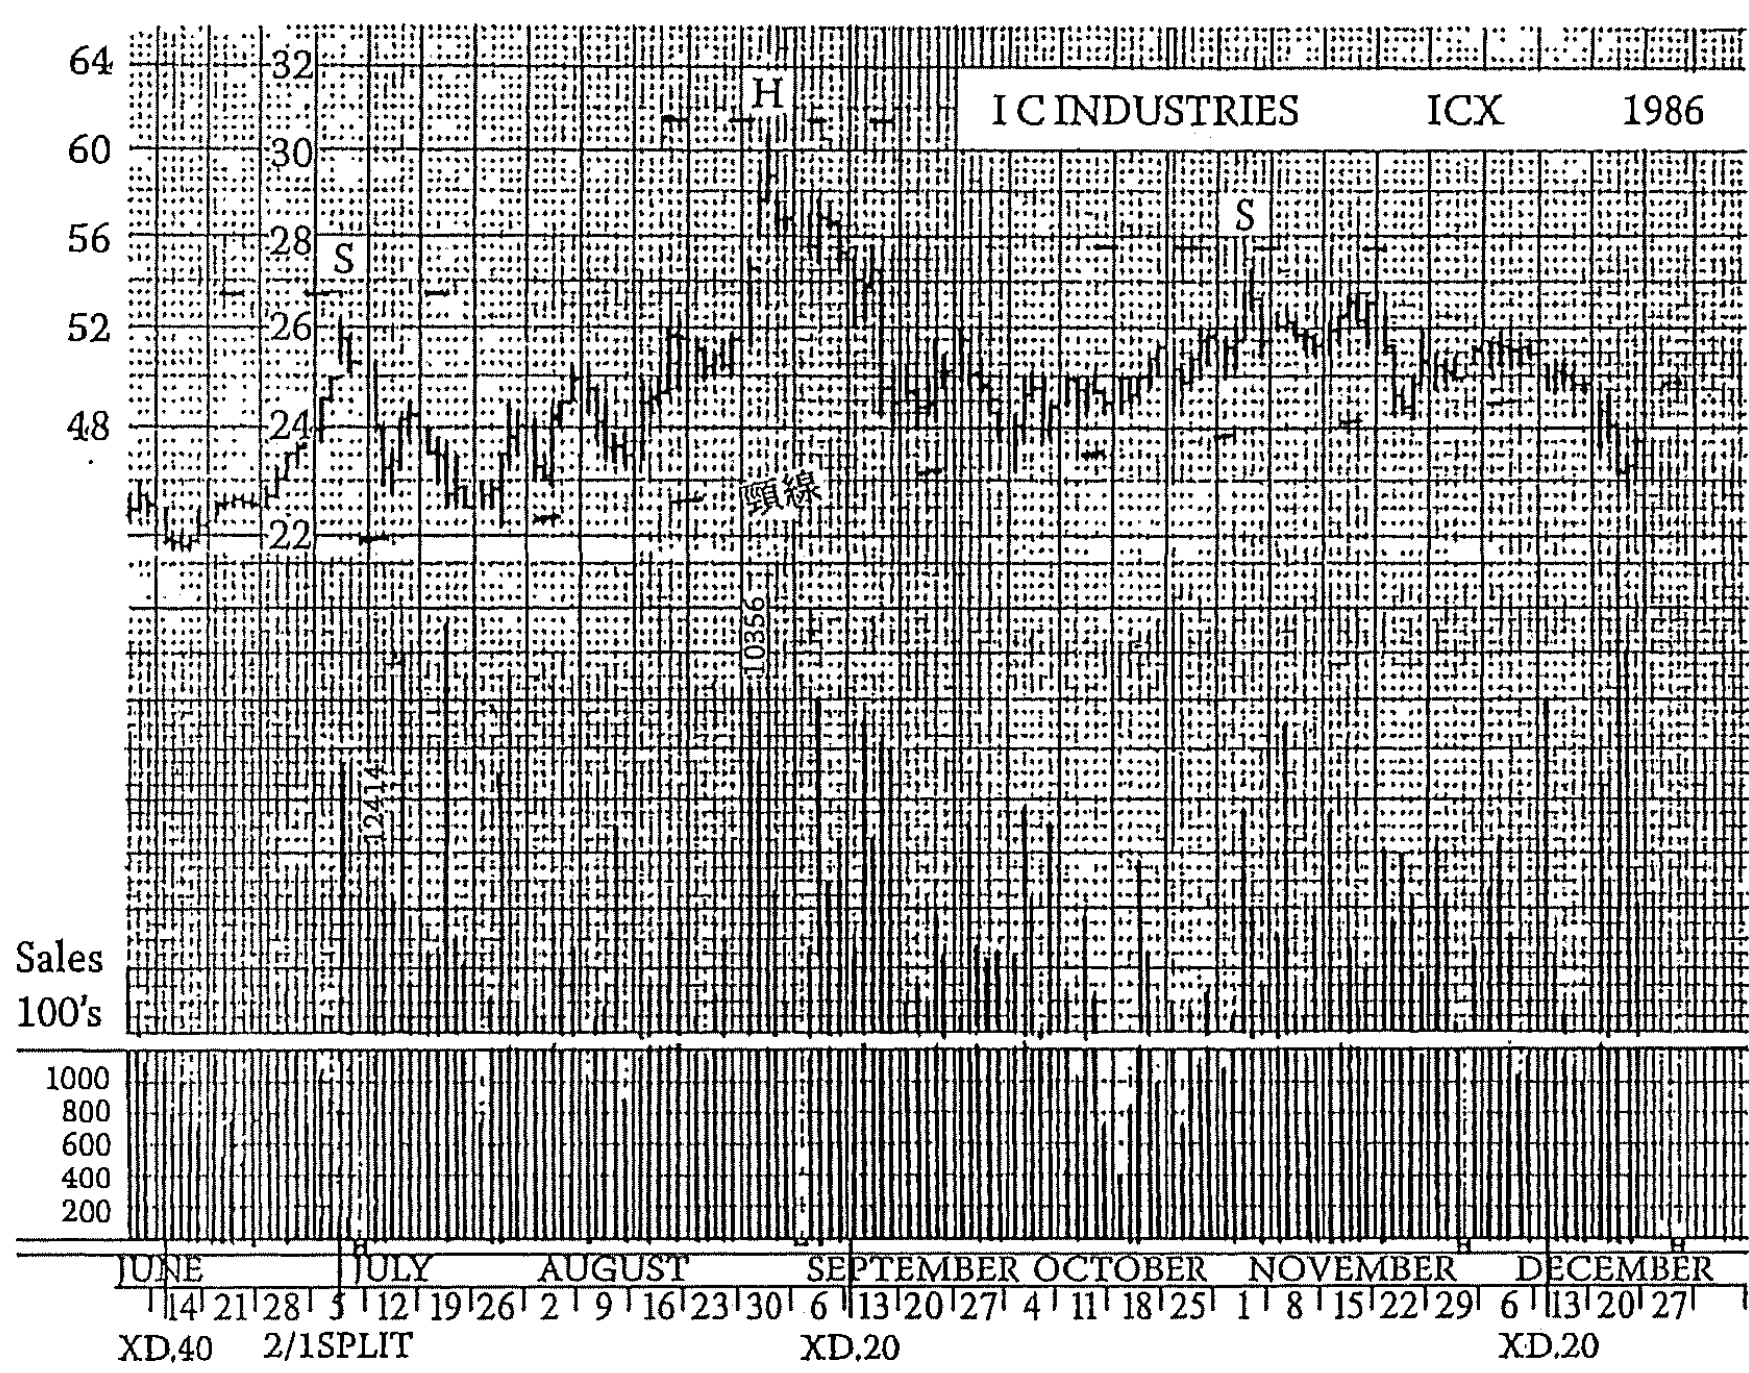 I C INDUSTRIES ICX 1986
64 32
H
60 30
56 28
S
S
52 26
48 24
頸線
22
10356
12414
Sales
100's
1000
800
600
400
200
H H H
JUNE JULY AUGUST SEPTEMBER OCTOBER NOVEMBER DECEMBER
14 21 28 5 12 19 26 2 9 16 23 30 6 13 20 27 4 11 18 25 1 8 15 22 29 6 13 20 27
XD.40 2/1SPLIT XD.20 XD.20